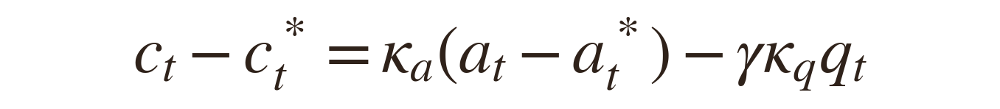 c_t − c_t^* = κ_a(a_t − a_t^*) − γκ_q q_t